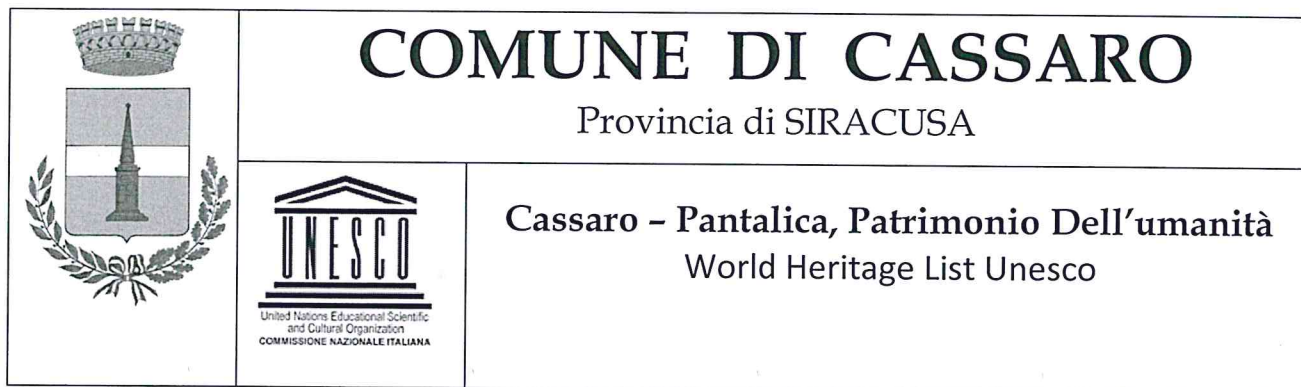 COMUNE DI CASSARO
Provincia di SIRACUSA
UNESCO
United Nations Educational Scientific
and Cultural Organization
COMMISSIONE NAZIONALE ITALIANA
Cassaro – Pantalica, Patrimonio Dell'umanità
World Heritage List Unesco